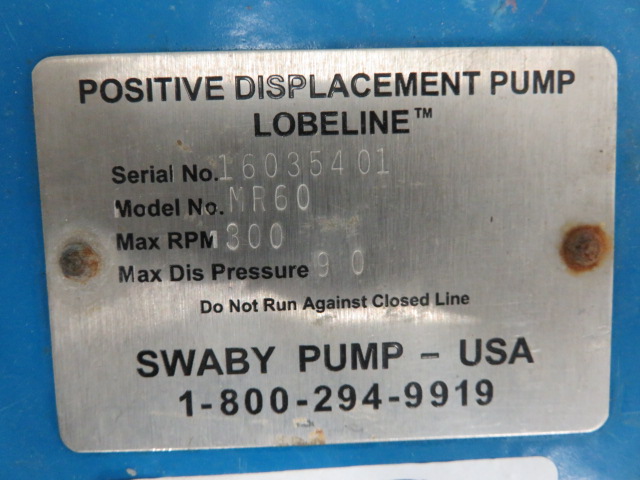 POSITIVE DISPLACEMENT PUMP
LOBELINE™
Serial No. 16035401
Model No. MR60
Max RPM 300
Max Dis Pressure 90
Do Not Run Against Closed Line
SWABY PUMP - USA
1-800-294-9919